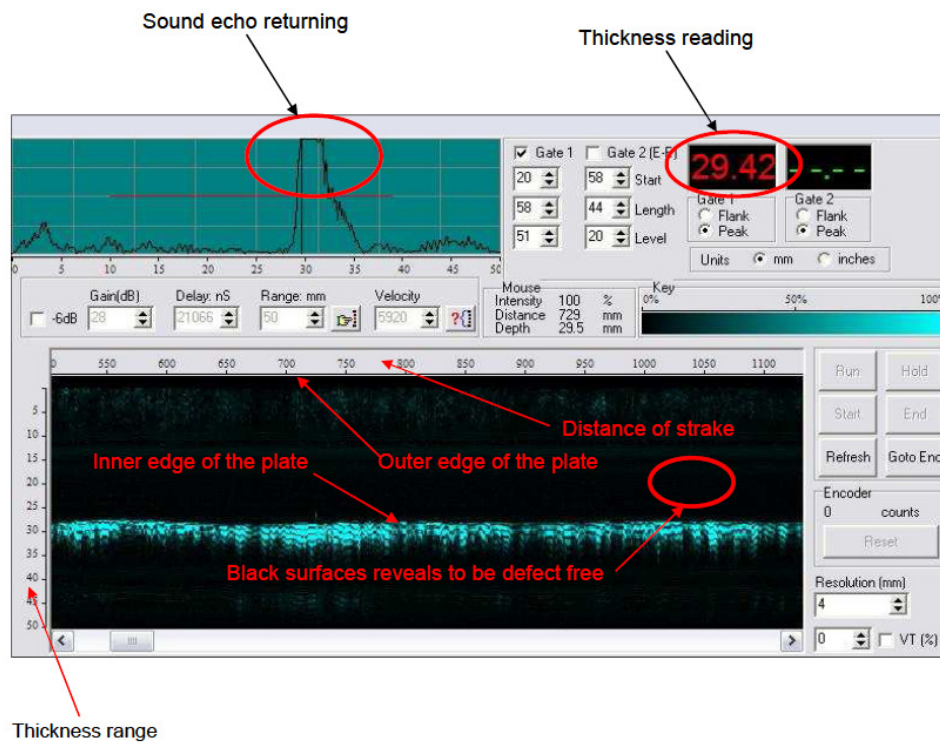 Sound echo returning
Thickness reading
Gate 1 Gate 2 (E-E)
20 58 Start
58 44 Length
51 20 Level
29.42 --.--
Gate 1 Gate 2
Flank Flank
Peak Peak
Units mm inches
0 5 10 15 20 25 30 35 40 45 50
Gain(dB) Delay: nS Range: mm Velocity
-6dB 28 21066 50 5920
Mouse
Intensity 100 %
Distance 729 mm
Depth 29.5 mm
Key
0% 50% 100%
0 500 550 600 650 700 750 800 850 900 950 1000 1050 1100
5
10
15
20
25
30
35
40
45
50
Distance of strake
Inner edge of the plate
Outer edge of the plate
Black surfaces reveals to be defect free
Run Hold
Start End
Refresh Goto End
Encoder
0 counts
Reset
Resolution (mm)
4
0 VT (%)
Thickness range